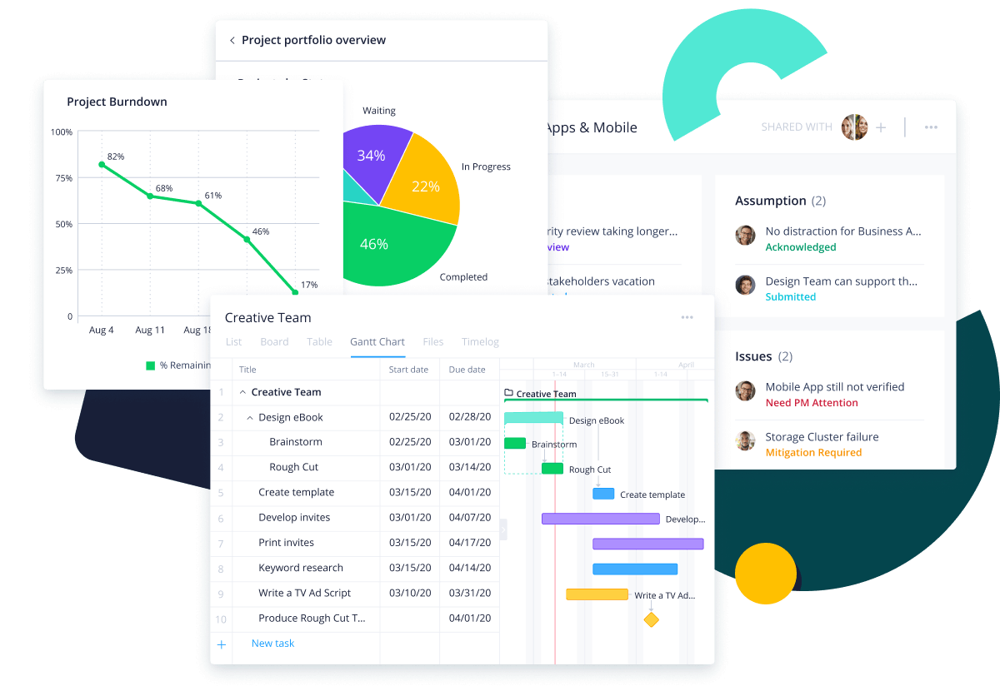 Project portfolio overview
Project Burndown
100%
75%
50%
25%
0
82%
68%
61%
46%
17%
Aug 4
Aug 11
Aug 18
% Remainin
Waiting
In Progress
Completed
34%
22%
46%
Apps & Mobile
SHARED WITH
rity review taking longer...
view
stakeholders vacation
Assumption (2)
No distraction for Business A...
Acknowledged
Design Team can support th...
Submitted
Issues (2)
Mobile App still not verified
Need PM Attention
Storage Cluster failure
Mitigation Required
Creative Team
List Board Table Gantt Chart Files Timelog
Title Start date Due date
1 Creative Team
2 Design eBook 02/25/20 02/28/20
3 Brainstorm 02/25/20 03/01/20
4 Rough Cut 03/01/20 03/14/20
5 Create template 03/15/20 04/01/20
6 Develop invites 03/01/20 04/07/20
7 Print invites 03/15/20 04/17/20
8 Keyword research 03/15/20 04/14/20
9 Write a TV Ad Script 03/10/20 03/31/20
10 Produce Rough Cut T... 04/01/20
+ New task
March April
1-14 15-31 1-14
Creative Team
Design eBook
Brainstorm
Rough Cut
Create template
Develop...
Write a TV Ad...